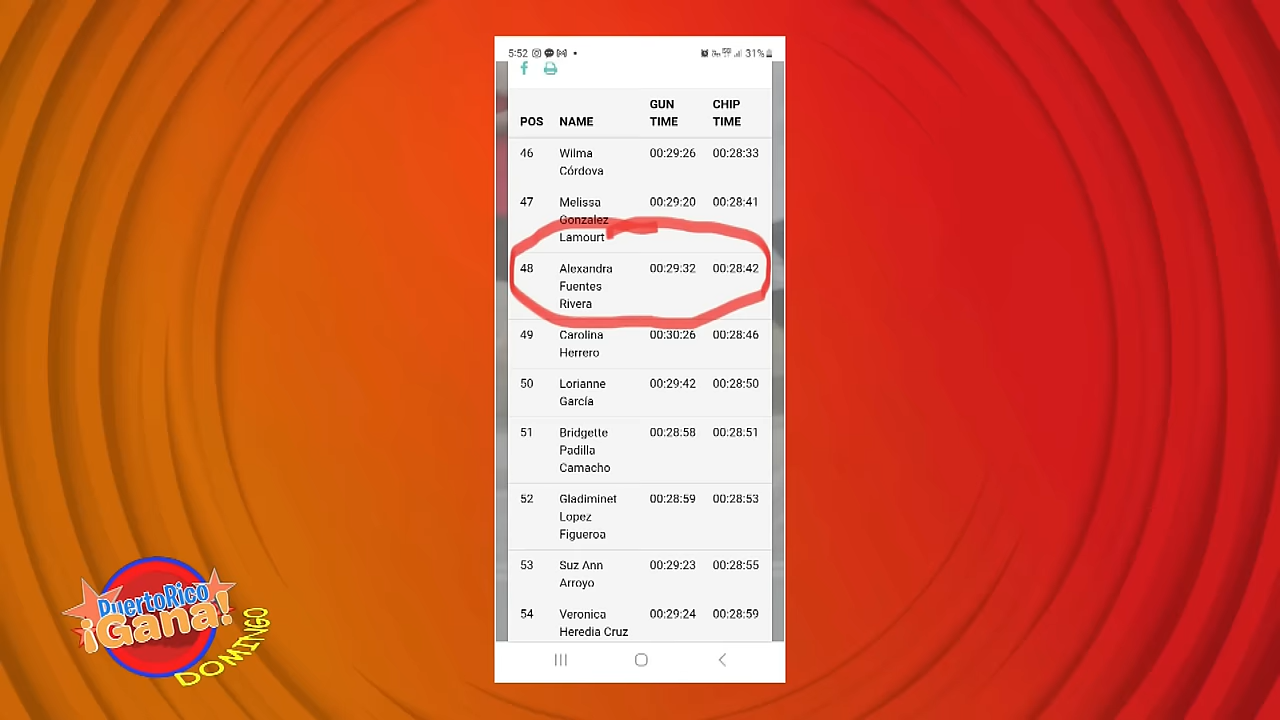 5:52
31%
GUN CHIP
POS NAME TIME TIME
46 Wilma 00:29:26 00:28:33
Córdova
47 Melissa 00:29:20 00:28:41
Gonzalez
Lamourt
48 Alexandra 00:29:32 00:28:42
Fuentes
Rivera
49 Carolina 00:30:26 00:28:46
Herrero
50 Lorianne 00:29:42 00:28:50
García
51 Bridgette 00:28:58 00:28:51
Padilla
Camacho
52 Gladiminet 00:28:59 00:28:53
Lopez
Figueroa
53 Suz Ann 00:29:23 00:28:55
Arroyo
54 Veronica 00:29:24 00:28:59
Heredia Cruz
PuertoRico
¡Gana!
DOMINGO